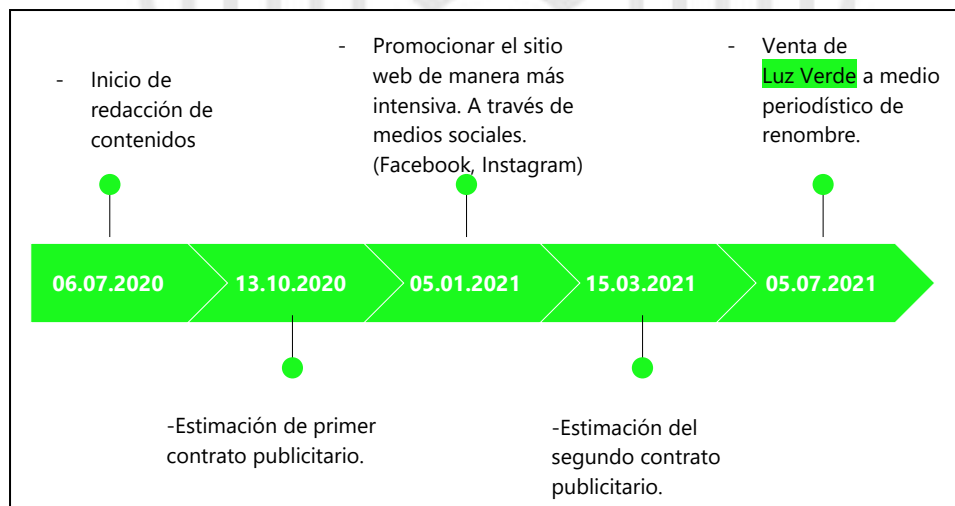 - Inicio de
redacción de
contenidos
- Promocionar el sitio
web de manera más
intensiva. A través de
medios sociales.
(Facebook, Instagram)
- Venta de
Luz Verde a medio
periodístico de
renombre.
06.07.2020
13.10.2020
05.01.2021
15.03.2021
05.07.2021
-Estimación de primer
contrato publicitario.
-Estimación del
segundo contrato
publicitario.